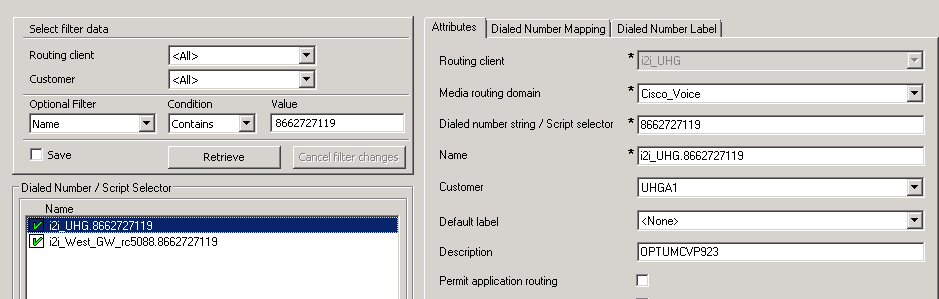 Select filter data
Routing client <All>
Customer <All>
Optional Filter Condition Value
Name Contains 8662727119
Save Retrieve Cancel filter changes
Dialed Number / Script Selector
Name
i2i_UHG.8662727119
i2i_West_GW_rc5088.8662727119
Attributes Dialed Number Mapping Dialed Number Label
Routing client * i2i_UHG
Media routing domain * Cisco_Voice
Dialed number string / Script selector * 8662727119
Name * i2i_UHG.8662727119
Customer UHGA1
Default label <None>
Description OPTUMCVP923
Permit application routing